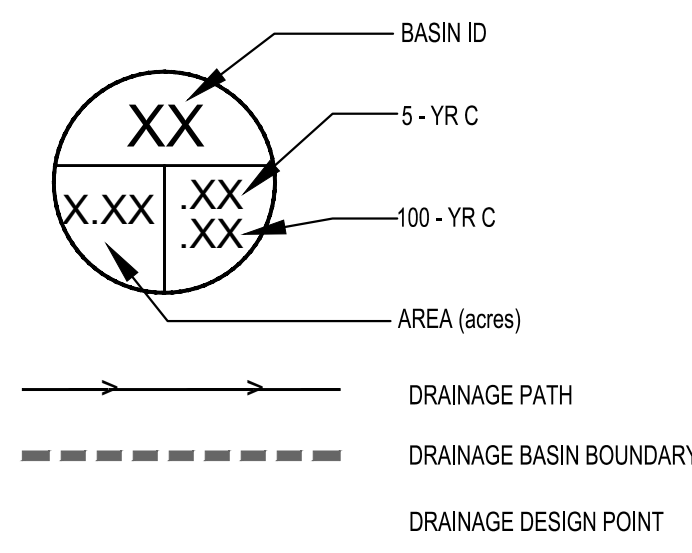 BASIN ID
XX
5 - YR C
X.XX
.XX
.XX
100 - YR C
AREA (acres)
DRAINAGE PATH
DRAINAGE BASIN BOUNDARY
DRAINAGE DESIGN POINT